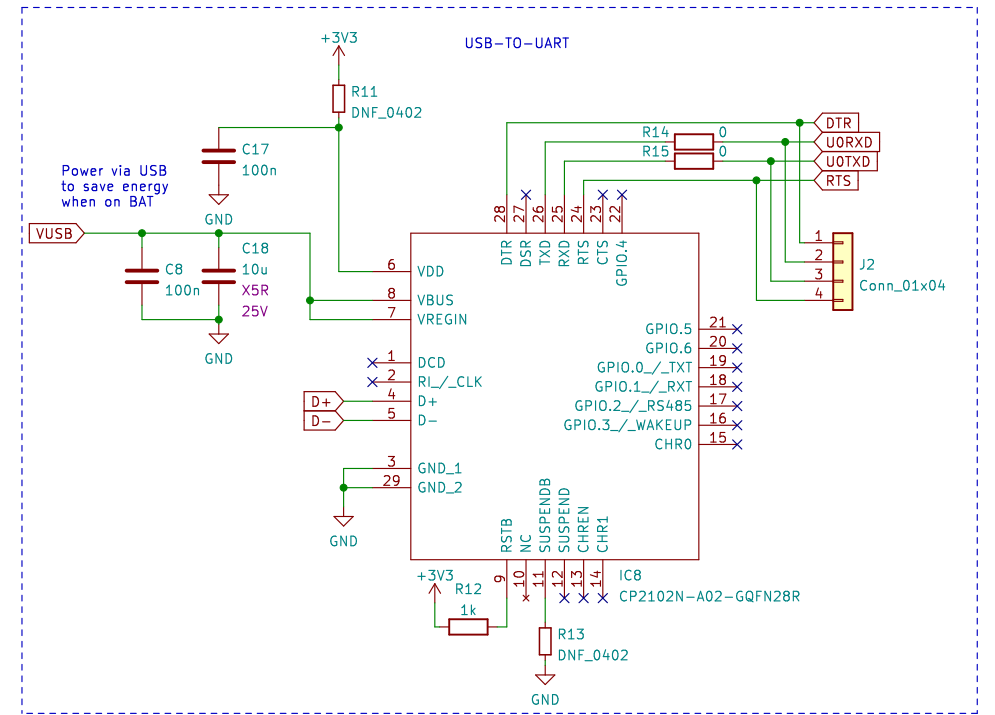 USB-TO-UART
+3V3
R11
DNF_0402
C17
100n
GND
Power via USB
to save energy
when on BAT
VUSB
C8
100n
C18
10u
X5R
25V
GND
R14 0
R15 0
DTR
U0RXD
U0TXD
RTS
28 27 26 25 24 23 22
DTR DSR TXD RXD RTS CTS GPIO.4
1
2
3
4
J2
Conn_01x04
6 VDD
8 VBUS
7 VREGIN
1 DCD
2 RI_/_CLK
D+ 4 D+
D- 5 D-
3 GND_1
29 GND_2
GND
GPIO.5 21
GPIO.6 20
GPIO.0_/_TXT 19
GPIO.1_/_RXT 18
GPIO.2_/_RS485 17
GPIO.3_/_WAKEUP 16
CHR0 15
RSTB NC SUSPENDB SUSPEND CHREN CHR1
9 10 11 12 13 14
IC8
CP2102N-A02-GQFN28R
+3V3
R12
1k
R13
DNF_0402
GND